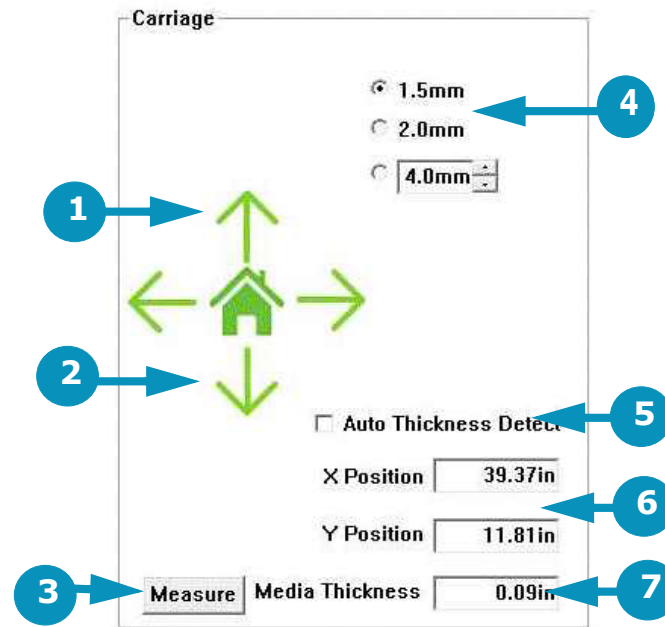 Carriage
1.5mm
4
2.0mm
4.0mm
1
2
Auto Thickness Detect
5
X Position 39.37in
6
Y Position 11.81in
3
Measure Media Thickness 0.09in
7